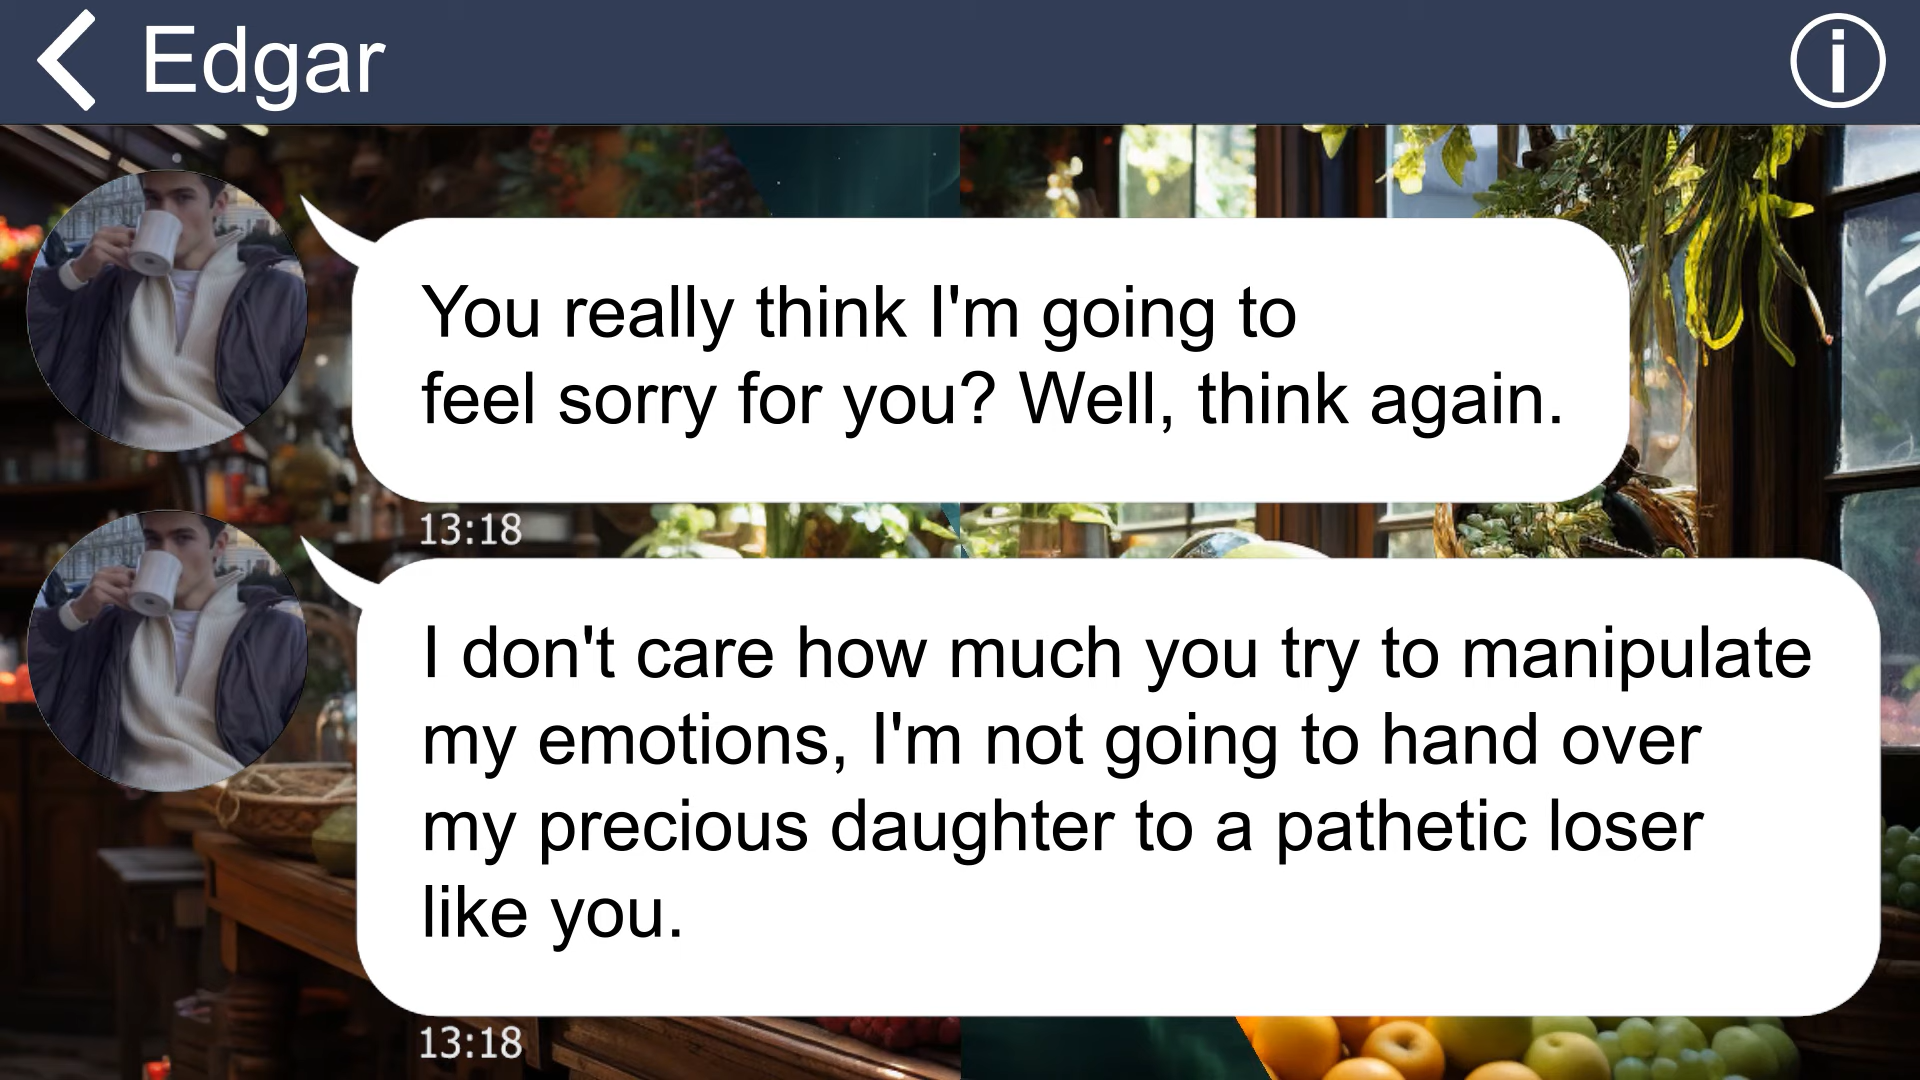 Edgar
You really think I'm going to
feel sorry for you? Well, think again.
13:18
I don't care how much you try to manipulate
my emotions, I'm not going to hand over
my precious daughter to a pathetic loser
like you.
13:18